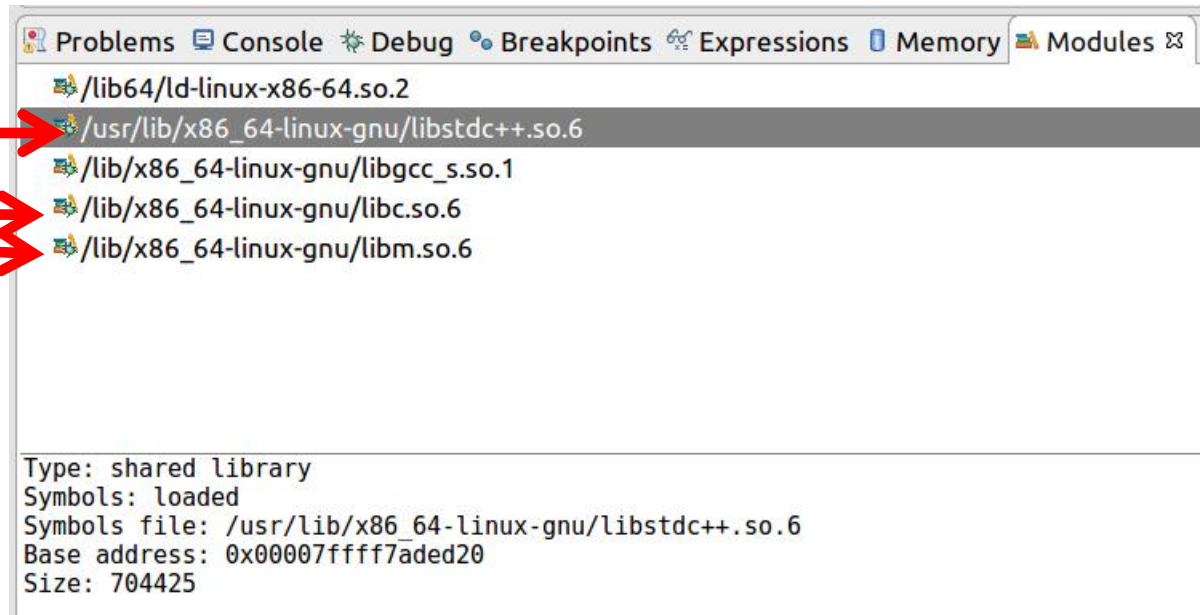 Problems Console Debug Breakpoints Expressions Memory Modules
/lib64/ld-linux-x86-64.so.2
/usr/lib/x86_64-linux-gnu/libstdc++.so.6
/lib/x86_64-linux-gnu/libgcc_s.so.1
/lib/x86_64-linux-gnu/libc.so.6
/lib/x86_64-linux-gnu/libm.so.6
Type: shared library
Symbols: loaded
Symbols file: /usr/lib/x86_64-linux-gnu/libstdc++.so.6
Base address: 0x00007ffff7aded20
Size: 704425